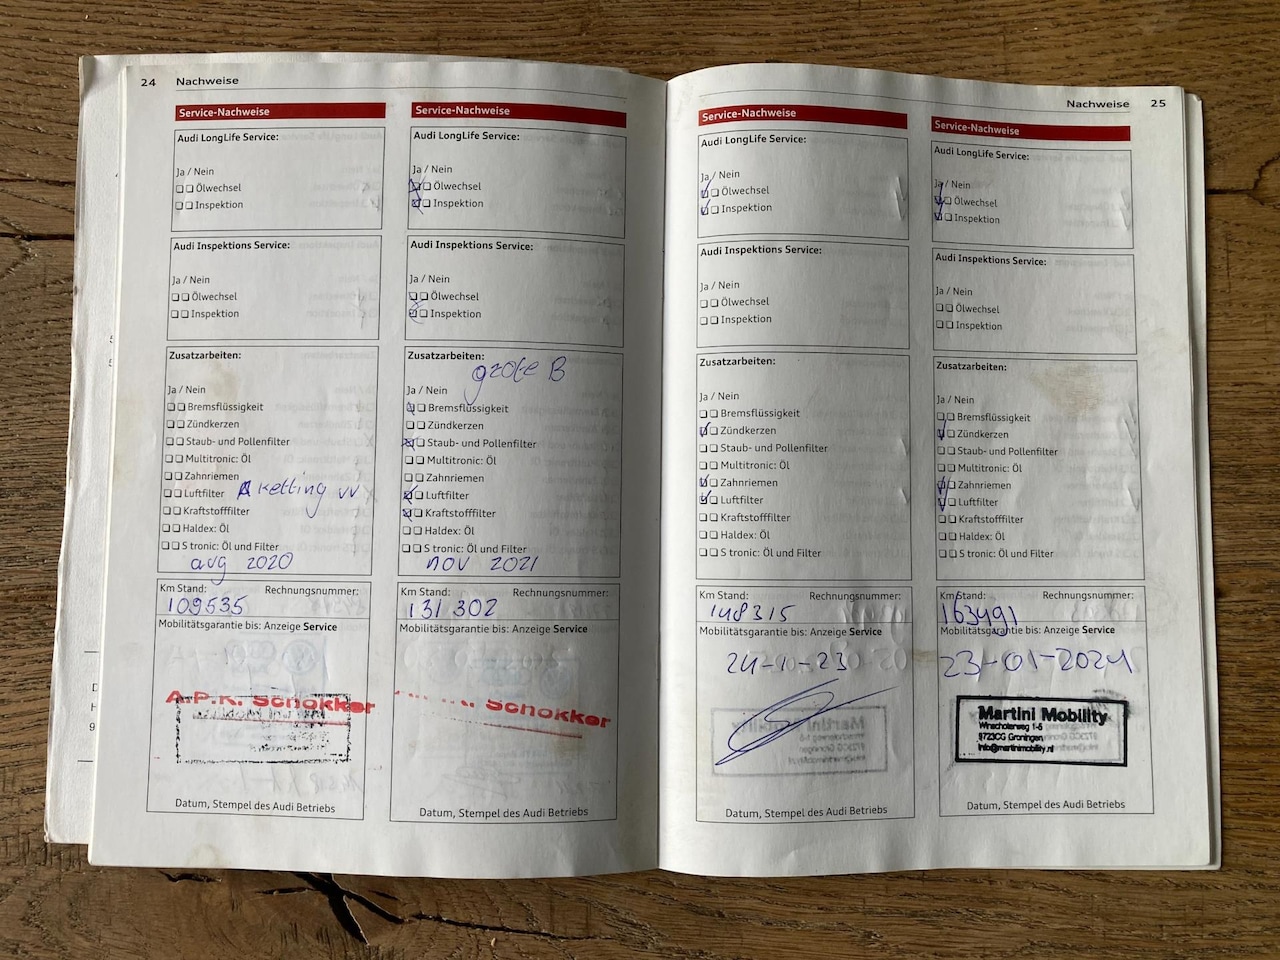 24 Nachweise
Service-Nachweise
Audi LongLife Service:
Ja / Nein
Ölwechsel
Inspektion
Audi Inspektions Service:
Ja / Nein
Ölwechsel
Inspektion
Zusatzarbeiten:
Ja / Nein
Bremsflüssigkeit
Zündkerzen
Staub- und Pollenfilter
Multitronic: Öl
Zahnriemen
Luftfilter ketting vv
Kraftstofffilter
Haldex: Öl
S tronic: Öl und Filter
aug 2020
Km Stand: Rechnungsnummer:
109535
Mobilitätsgarantie bis: Anzeige Service
A.P.K. Schokker
Datum, Stempel des Audi Betriebs
Service-Nachweise
Audi LongLife Service:
Ja / Nein
Ölwechsel
Inspektion
Audi Inspektions Service:
Ja / Nein
Ölwechsel
Inspektion
Zusatzarbeiten:
grote B
Ja / Nein
Bremsflüssigkeit
Zündkerzen
Staub- und Pollenfilter
Multitronic: Öl
Zahnriemen
Luftfilter
Kraftstofffilter
Haldex: Öl
S tronic: Öl und Filter
nov 2021
Km Stand: Rechnungsnummer:
131 302
Mobilitätsgarantie bis: Anzeige Service
Schokker
Datum, Stempel des Audi Betriebs
Nachweise 25
Service-Nachweise
Audi LongLife Service:
Ja / Nein
Ölwechsel
Inspektion
Audi Inspektions Service:
Ja / Nein
Ölwechsel
Inspektion
Zusatzarbeiten:
Ja / Nein
Bremsflüssigkeit
Zündkerzen
Staub- und Pollenfilter
Multitronic: Öl
Zahnriemen
Luftfilter
Kraftstofffilter
Haldex: Öl
S tronic: Öl und Filter
Km Stand: Rechnungsnummer:
148315
Mobilitätsgarantie bis: Anzeige Service
24-1-23
Datum, Stempel des Audi Betriebs
Service-Nachweise
Audi LongLife Service:
Ja / Nein
Ölwechsel
Inspektion
Audi Inspektions Service:
Ja / Nein
Ölwechsel
Inspektion
Zusatzarbeiten:
Ja / Nein
Bremsflüssigkeit
Zündkerzen
Staub- und Pollenfilter
Multitronic: Öl
Zahnriemen
Luftfilter
Kraftstofffilter
Haldex: Öl
S tronic: Öl und Filter
Km Stand: Rechnungsnummer:
163491
Mobilitätsgarantie bis: Anzeige Service
23-01-2024
Martini Mobility
Winschoterweg 1-5
9723CG Groningen
info@martinimobility.nl
Datum, Stempel des Audi Betriebs